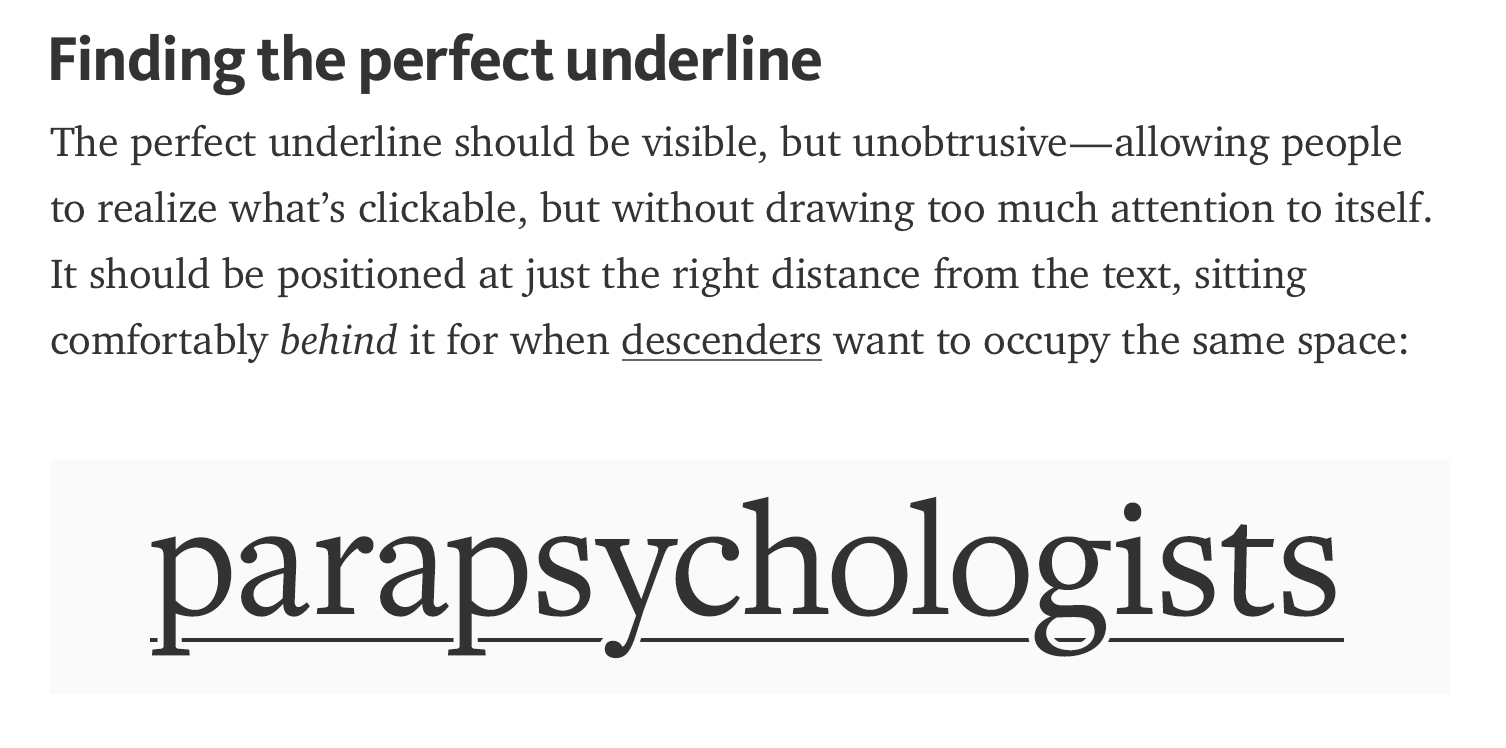 Finding the perfect underline
The perfect underline should be visible, but unobtrusive—allowing people
to realize what’s clickable, but without drawing too much attention to itself.
It should be positioned at just the right distance from the text, sitting
comfortably behind it for when descenders want to occupy the same space:
parapsychologists